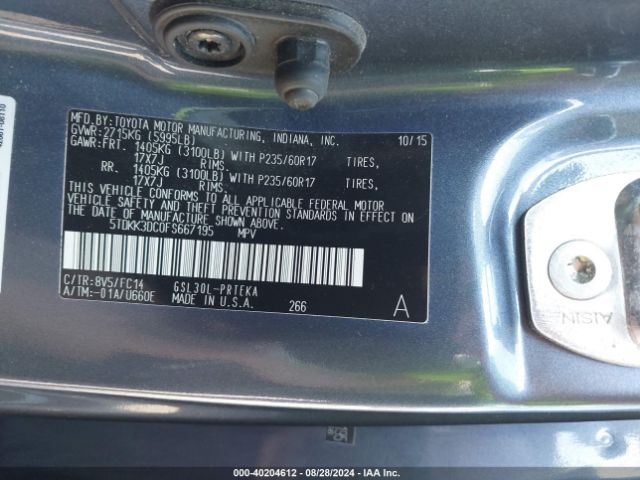 MFD.BY:TOYOTA MOTOR MANUFACTURING, INDIANA, INC. 10/15
GVWR:2715KG (5995LB)
GAWR:FRT. 1405KG (3100LB) WITH P235/60R17 TIRES,
17X7J RIMS
RR. 1405KG (3100LB) WITH P235/60R17 TIRES,
17X7J RIMS.
THIS VEHICLE CONFORMS TO ALL APPLICABLE FEDERAL MOTOR
VEHICLE SAFETY AND THEFT PREVENTION STANDARDS IN EFFECT
ON THE DATE OF MANUFACTURE SHOWN ABOVE.
5TDKK3DC0FS667195 MPV
C/TR:8V5/FC14 GSL30L-PRTEKA
A/TM:-01A/U660E MADE IN U.S.A. 266 A
AISIN
000-40204612 - 08/28/2024 - IAA Inc.